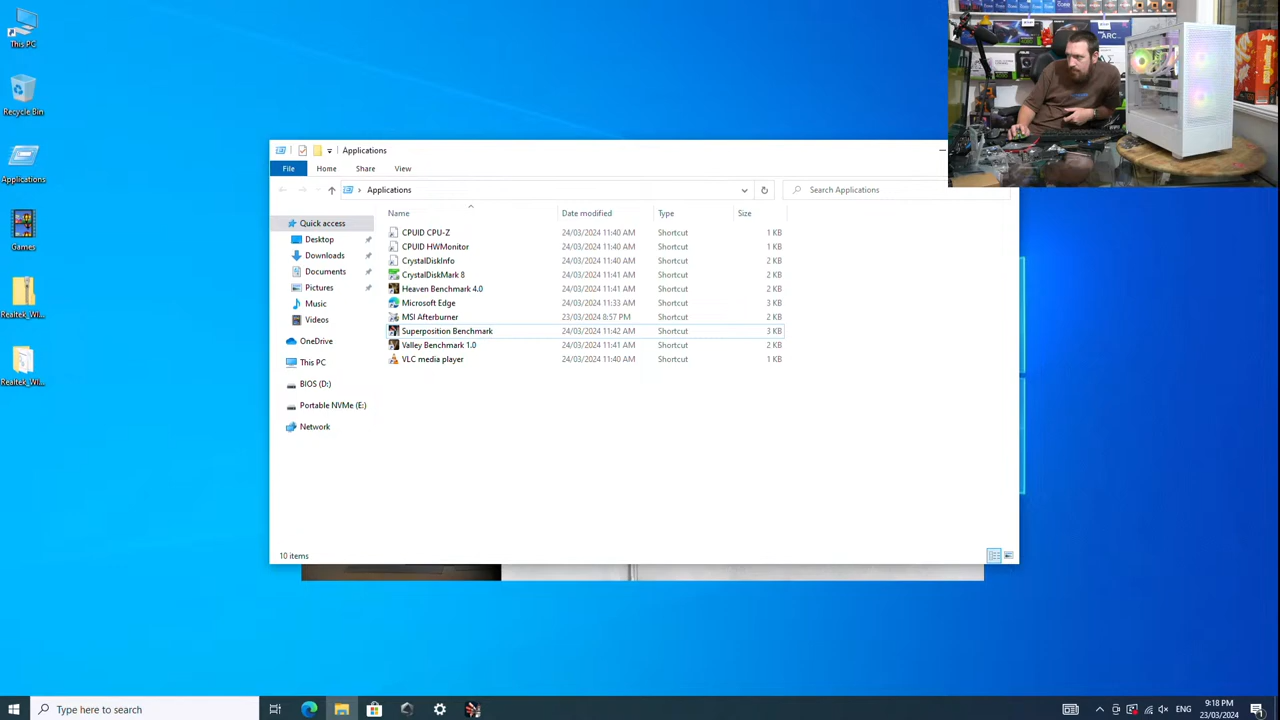 This PC
Recycle Bin
Applications
Games
Realtek_Wi...
Realtek_Wi...
Applications
File
Home
Share
View
Applications
Search Applications
Quick access
Desktop
Downloads
Documents
Pictures
Music
Videos
OneDrive
This PC
BIOS (D:)
Portable NVMe (E:)
Network
Name Date modified Type Size
CPUID CPU-Z 24/03/2024 11:40 AM Shortcut 1 KB
CPUID HWMonitor 24/03/2024 11:40 AM Shortcut 1 KB
CrystalDiskInfo 24/03/2024 11:40 AM Shortcut 2 KB
CrystalDiskMark 8 24/03/2024 11:41 AM Shortcut 2 KB
Heaven Benchmark 4.0 24/03/2024 11:41 AM Shortcut 2 KB
Microsoft Edge 24/03/2024 11:33 AM Shortcut 3 KB
MSI Afterburner 23/03/2024 8:57 PM Shortcut 2 KB
Superposition Benchmark 24/03/2024 11:42 AM Shortcut 3 KB
Valley Benchmark 1.0 24/03/2024 11:41 AM Shortcut 2 KB
VLC media player 24/03/2024 11:40 AM Shortcut 1 KB
10 items
ARC
Type here to search
ENG
9:18 PM
23/03/2024